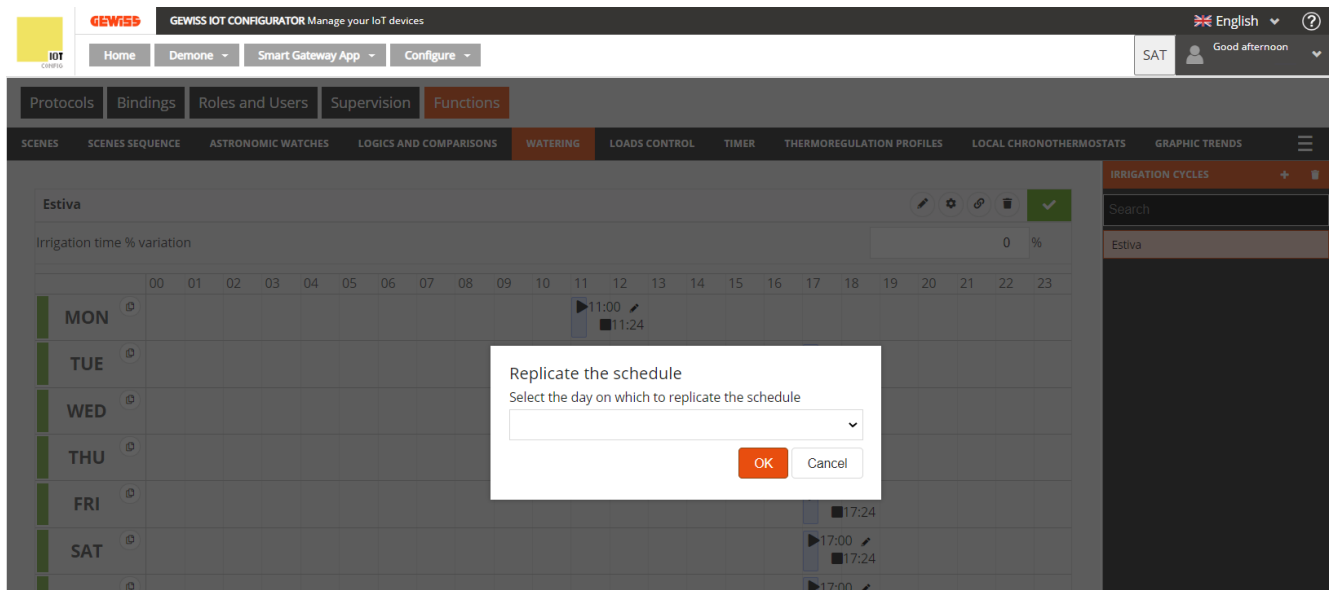 GEWiSS GEWISS IOT CONFIGURATOR Manage your IoT devices English ?
IOT
CONFIG
Home Demone Smart Gateway App Configure SAT Good afternoon
Protocols Bindings Roles and Users Supervision Functions
SCENES SCENES SEQUENCE ASTRONOMIC WATCHES LOGICS AND COMPARISONS WATERING LOADS CONTROL TIMER THERMOREGULATION PROFILES LOCAL CHRONOTHERMOSTATS GRAPHIC TRENDS
IRRIGATION CYCLES +
Search
Estiva
Estiva
Irrigation time % variation 0 %
00 01 02 03 04 05 06 07 08 09 10 11 12 13 14 15 16 17 18 19 20 21 22 23
MON 11:00
11:24
TUE
WED
THU
FRI
17:24
SAT 17:00
17:24
17:00
Replicate the schedule
Select the day on which to replicate the schedule
OK Cancel